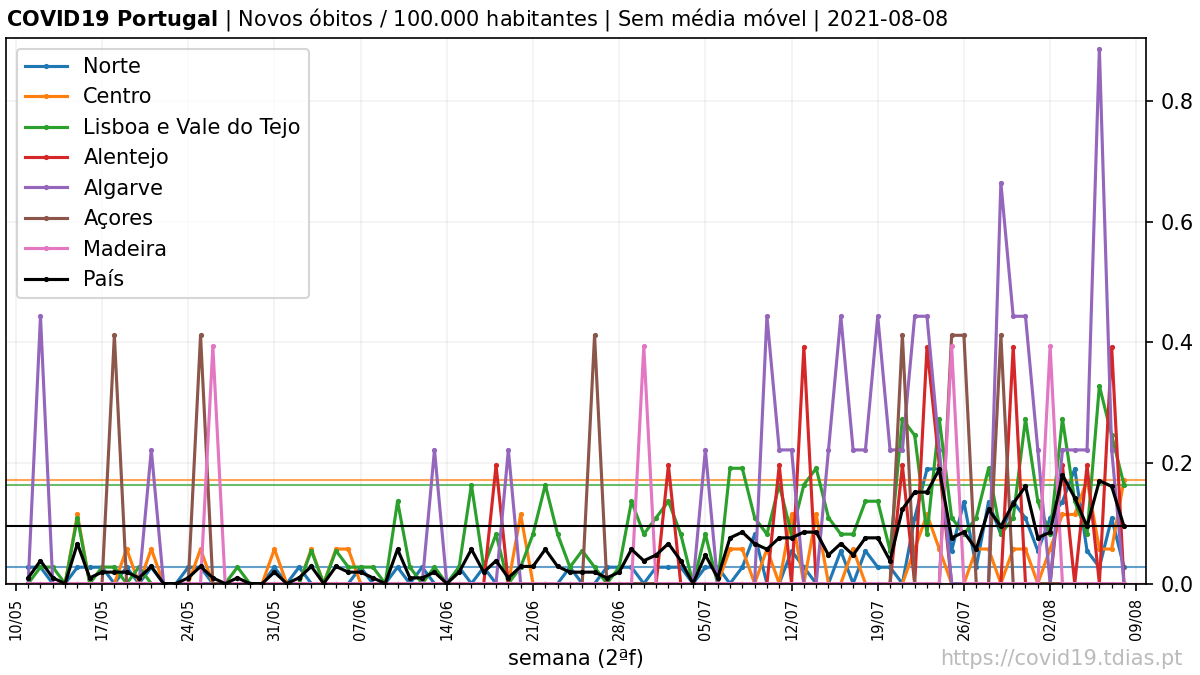 COVID19 Portugal | Novos óbitos / 100.000 habitantes | Sem média móvel | 2021-08-08
Norte
Centro
Lisboa e Vale do Tejo
Alentejo
Algarve
Açores
Madeira
País
0.8
0.6
0.4
0.2
0.0
10/05 17/05 24/05 31/05 07/06 14/06 21/06 28/06 05/07 12/07 19/07 26/07 02/08 09/08
semana (2ªf)
https://covid19.tdias.pt